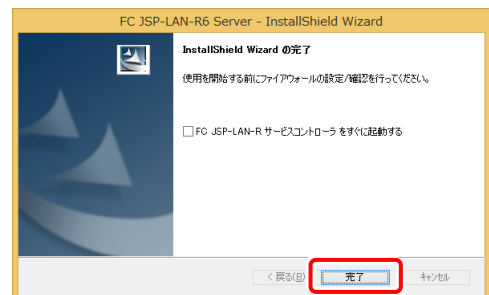 FC JSP-LAN-R6 Server - InstallShield Wizard
InstallShield Wizard の完了
使用を開始する前にファイアウォールの設定/確認を行ってください。
FC JSP-LAN-R サービスコントローラ をすぐに起動する
< 戻る(B)
完了
キャンセル